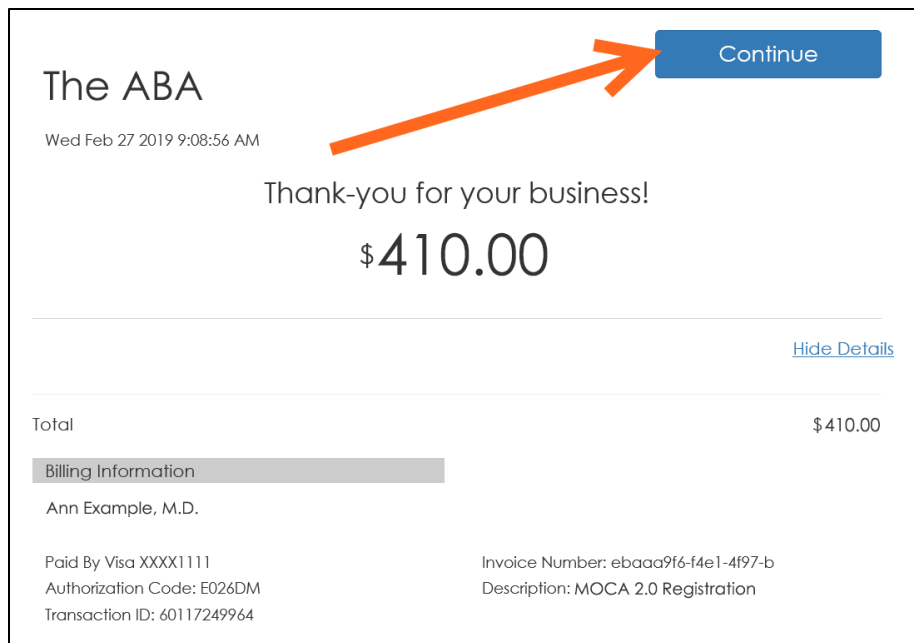 Continue
The ABA
Wed Feb 27 2019 9:08:56 AM
Thank-you for your business!
$410.00
Hide Details
Total $410.00
Billing Information
Ann Example, M.D.
Paid By Visa XXXX1111 Invoice Number: ebaaa9f6-f4e1-4f97-b
Authorization Code: E026DM Description: MOCA 2.0 Registration
Transaction ID: 60117249964